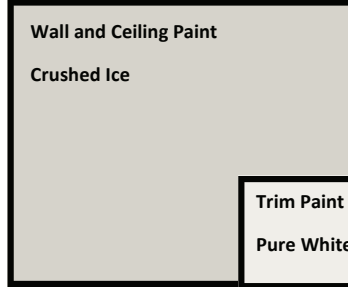 Wall and Ceiling Paint
Crushed Ice
Trim Paint
Pure White